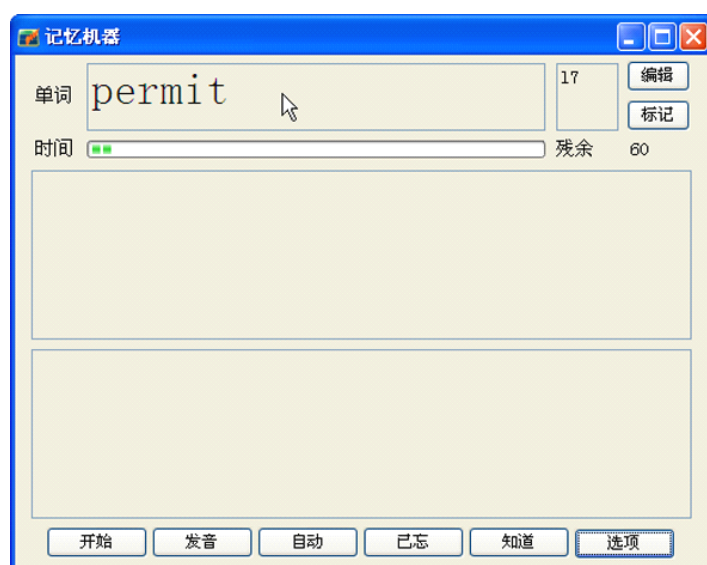 记忆机器
单词 permit 17 编辑
标记
时间 残余 60
开始 发音 自动 已忘 知道 选项